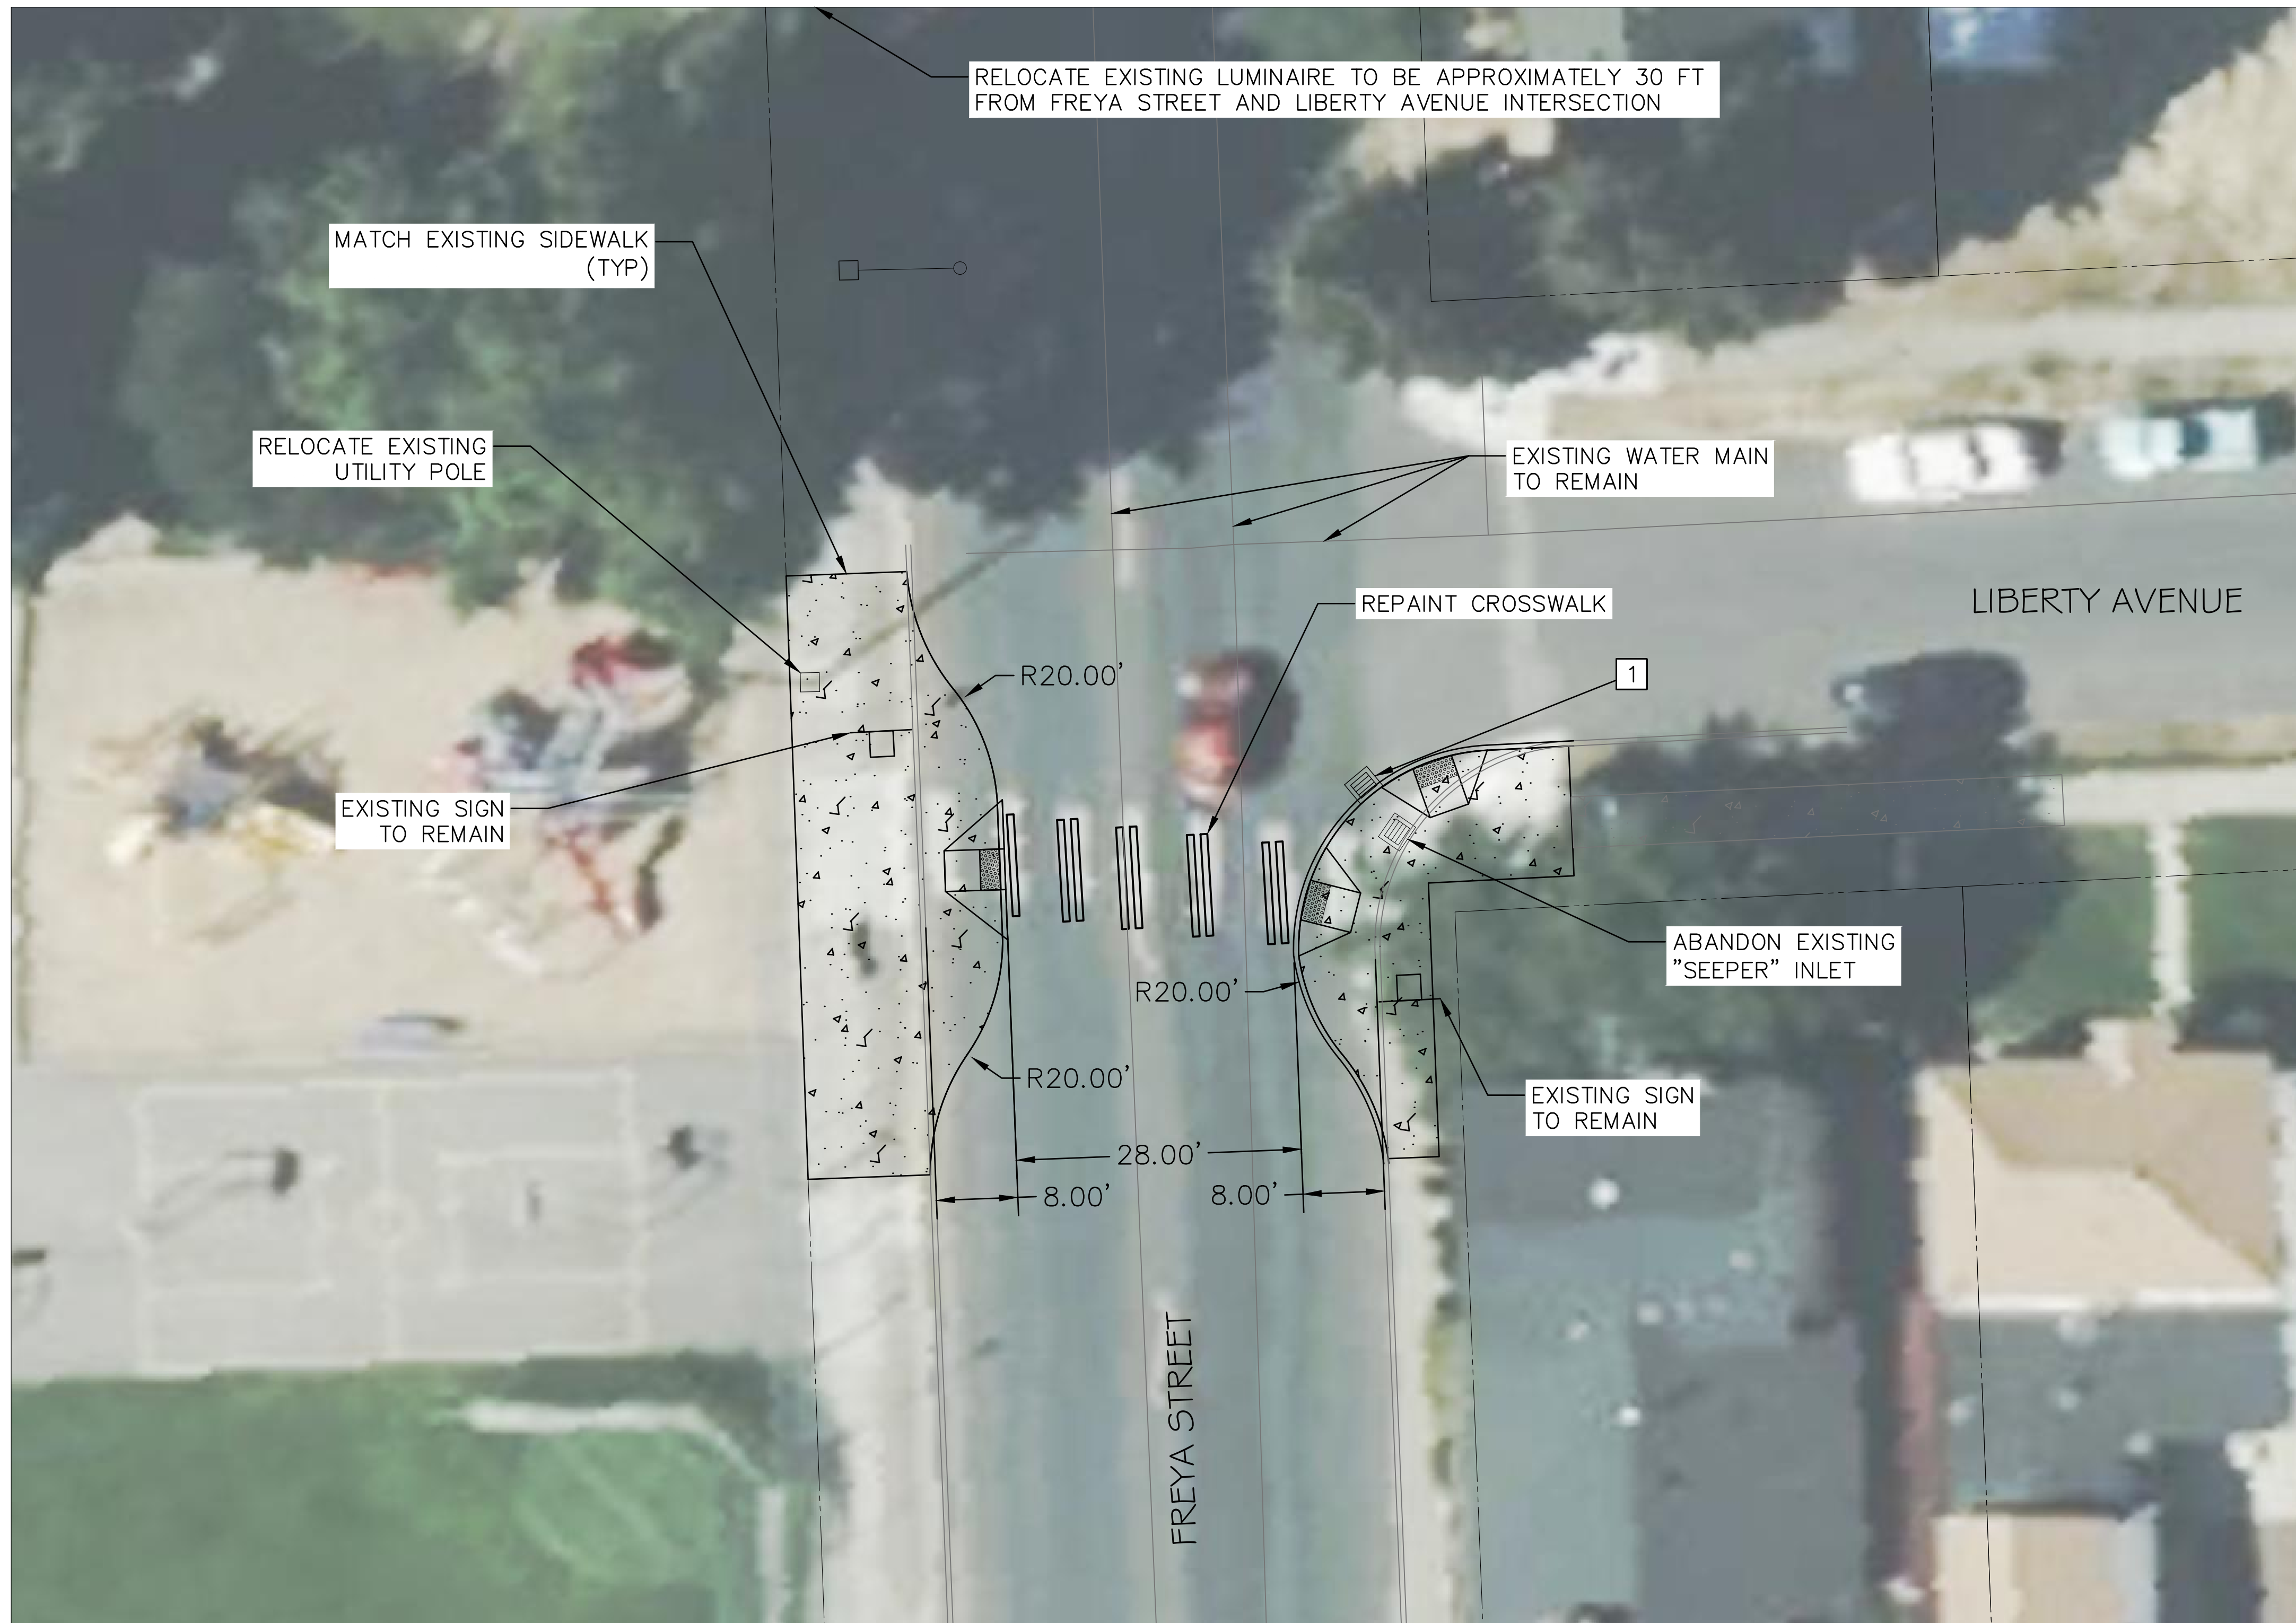 RELOCATE EXISTING LUMINAIRE TO BE APPROXIMATELY 30 FT
FROM FREYA STREET AND LIBERTY AVENUE INTERSECTION
MATCH EXISTING SIDEWALK
(TYP)
RELOCATE EXISTING
UTILITY POLE
EXISTING WATER MAIN
TO REMAIN
REPAINT CROSSWALK
LIBERTY AVENUE
R20.00'
1
EXISTING SIGN
TO REMAIN
ABANDON EXISTING
"SEEPER" INLET
R20.00'
R20.00'
EXISTING SIGN
TO REMAIN
28.00'
8.00'
8.00'
FREYA STREET